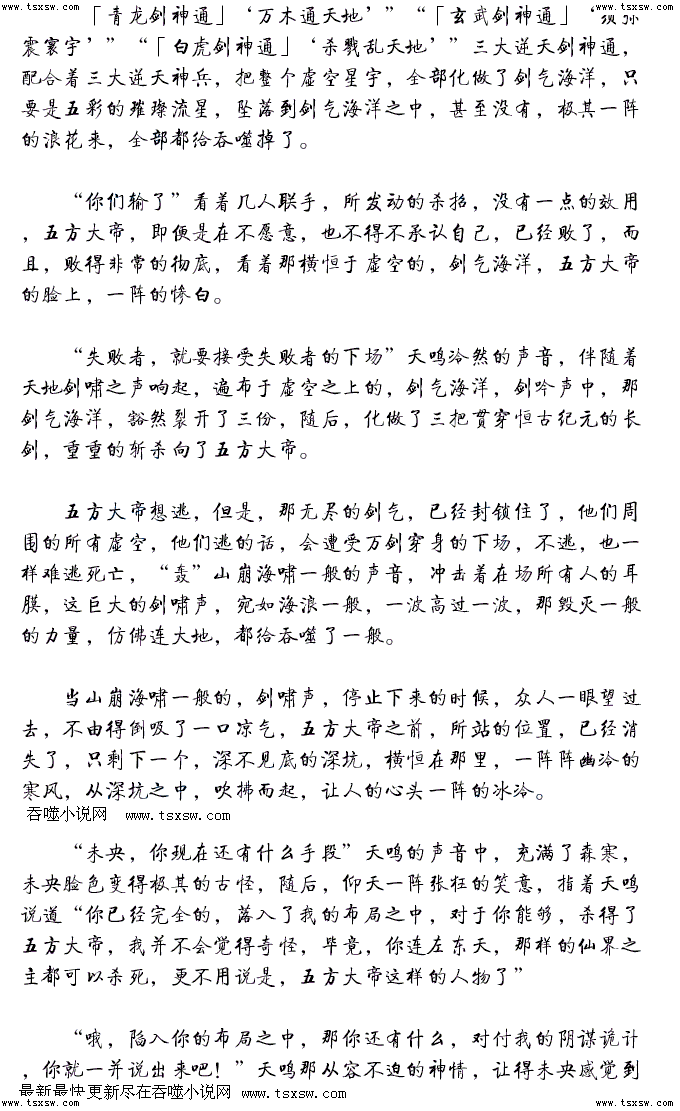 www.tsxsw.com www.tsxsw.com
「青龙剑神通」‘万木通天地’”“「玄武剑神通」‘须弥
震寰宇’”“「白虎剑神通」‘杀戮乱天地’”三大逆天剑神通，
配合着三大逆天神兵，把整个虚空星宇，全部化做了剑气海洋，只
要是五彩的璀璨流星，坠落到剑气海洋之中，甚至没有，极其一阵
的浪花来，全部都给吞噬掉了。
“你们输了”看着几人联手，所发动的杀招，没有一点的效用
，五方大帝，即便是在不愿意，也不得不承认自己，已经败了，而
且，败得非常的彻底，看着那横恒于虚空的，剑气海洋，五方大帝
的脸上，一阵的惨白。
“失败者，就要接受失败者的下场”天鸣冷然的声音，伴随着
天地剑啸之声响起，遍布于虚空之上的，剑气海洋，剑吟声中，那
剑气海洋，豁然裂开了三份，随后，化做了三把贯穿恒古纪元的长
剑，重重的斩杀向了五方大帝。
五方大帝想逃，但是，那无尽的剑气，已经封锁住了，他们周
围的所有虚空，他们逃的话，会遭受万剑穿身的下场，不逃，也一
样难逃死亡，“轰”山崩海啸一般的声音，冲击着在场所有人的耳
膜，这巨大的剑啸声，宛如海浪一般，一波高过一波，那毁灭一般
的力量，仿佛连大地，都给吞噬了一般。
当山崩海啸一般的，剑啸声，停止下来的时候，众人一眼望过
去，不由得倒吸了一口凉气，五方大帝之前，所站的位置，已经消
失了，只剩下一个，深不见底的深坑，横恒在那里，一阵阵幽冷的
寒风，从深坑之中，吹拂而起，让人的心头一阵的冰冷。
吞噬小说网 www.tsxsw.com
“未央，你现在还有什么手段”天鸣的声音中，充满了森寒，
未央脸色变得极其的古怪，随后，仰天一阵张狂的笑意，指着天鸣
说道“你已经完全的，落入了我的布局之中，对于你能够，杀得了
五方大帝，我并不会觉得奇怪，毕竟，你连左东天，那样的仙界之
主都可以杀死，更不用说是，五方大帝这样的人物了”
“哦，陷入你的布局之中，那你还有什么，对付我的阴谋诡计
，你就一并说出来吧！”天鸣那从容不迫的神情，让得未央感觉到
最新最快更新尽在吞噬小说网 www.tsxsw.com
www.tsxsw.com www.tsxsw.com